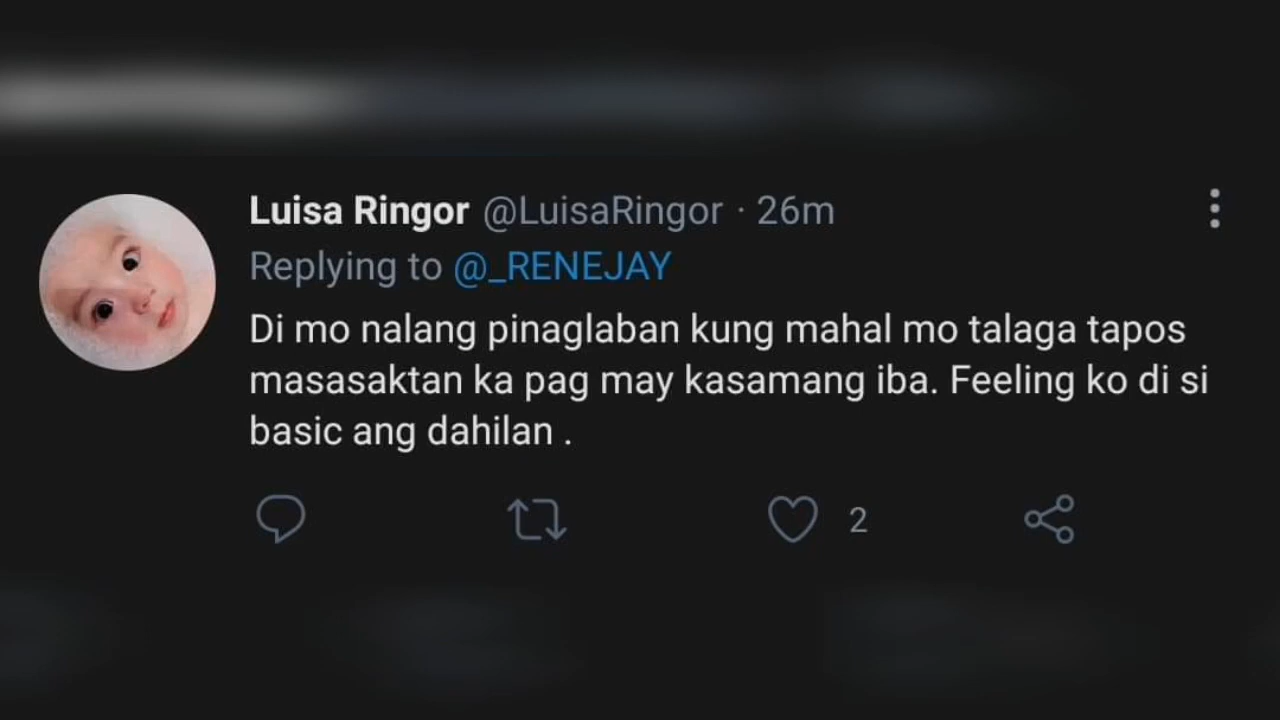 Luisa Ringor @LuisaRingor · 26m
Replying to @_RENEJAY
Di mo nalang pinaglaban kung mahal mo talaga tapos
masasaktan ka pag may kasamang iba. Feeling ko di si
basic ang dahilan .
2